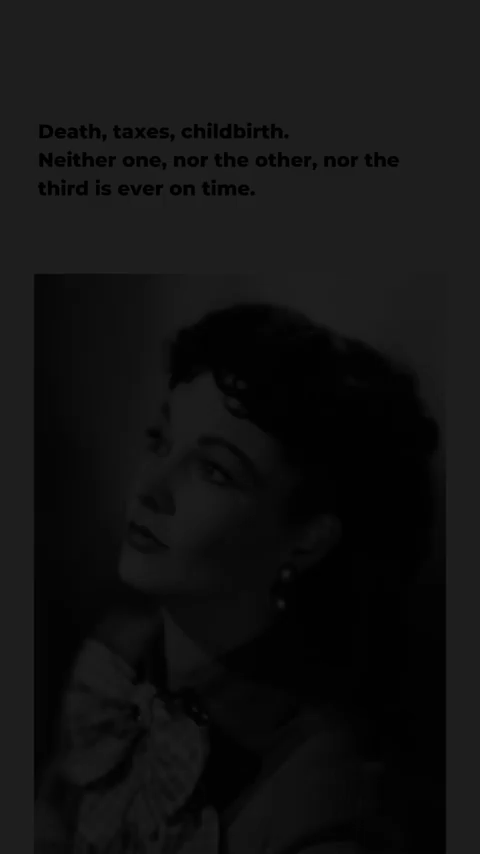 Death, taxes, childbirth.
Neither one, nor the other, nor the
third is ever on time.